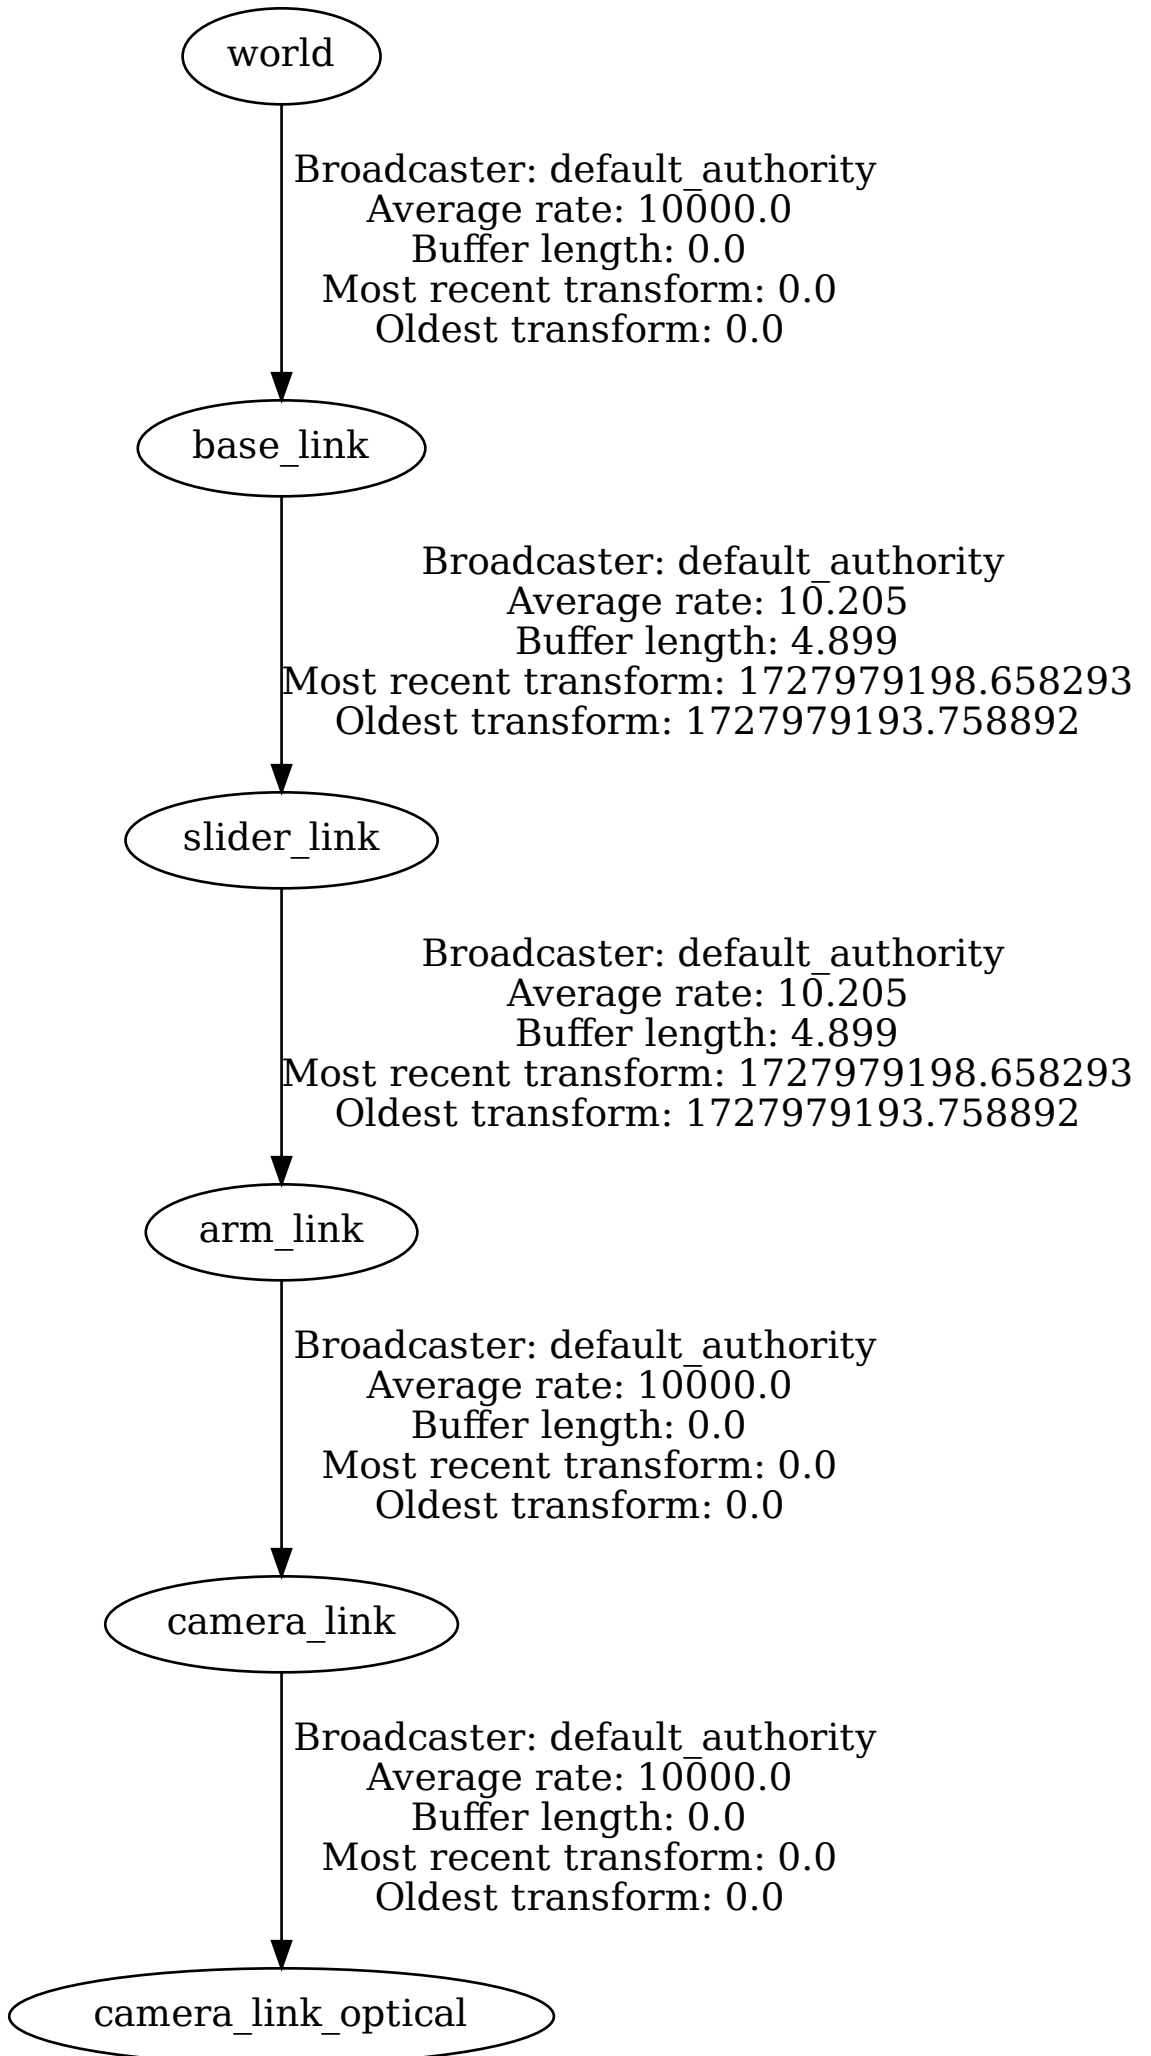 world
Broadcaster: default_authority
Average rate: 10000.0
Buffer length: 0.0
Most recent transform: 0.0
Oldest transform: 0.0
base_link
Broadcaster: default_authority
Average rate: 10.205
Buffer length: 4.899
Most recent transform: 1727979198.658293
Oldest transform: 1727979193.758892
slider_link
Broadcaster: default_authority
Average rate: 10.205
Buffer length: 4.899
Most recent transform: 1727979198.658293
Oldest transform: 1727979193.758892
arm_link
Broadcaster: default_authority
Average rate: 10000.0
Buffer length: 0.0
Most recent transform: 0.0
Oldest transform: 0.0
camera_link
Broadcaster: default_authority
Average rate: 10000.0
Buffer length: 0.0
Most recent transform: 0.0
Oldest transform: 0.0
camera_link_optical